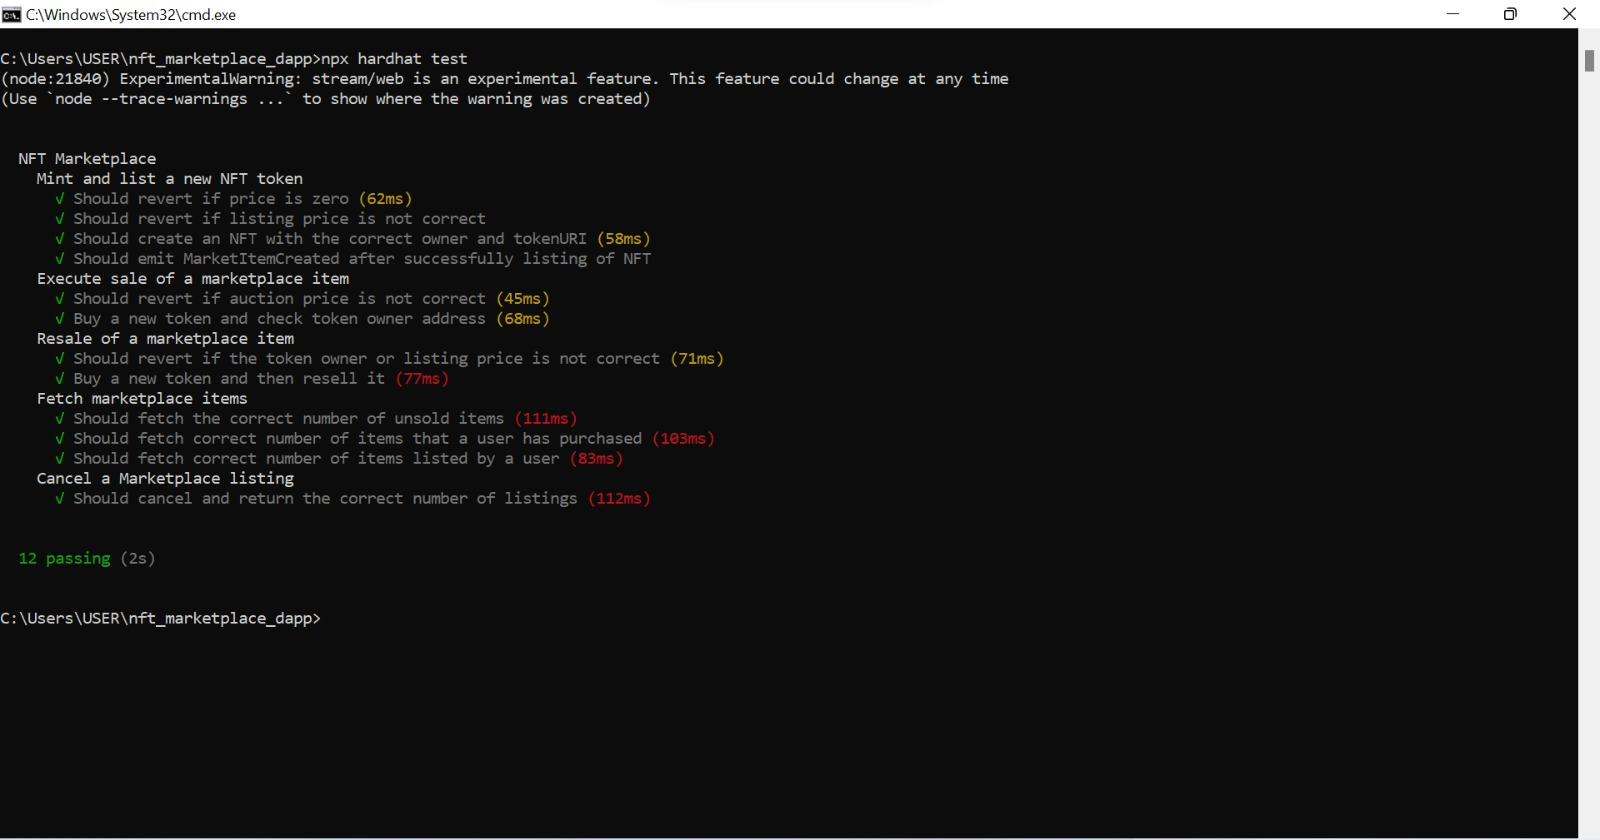 C:\Windows\System32\cmd.exe
C:\Users\USER\nft_marketplace_dapp>npx hardhat test
(node:21840) ExperimentalWarning: stream/web is an experimental feature. This feature could change at any time
(Use `node --trace-warnings ...` to show where the warning was created)
NFT Marketplace
Mint and list a new NFT token
√ Should revert if price is zero (62ms)
√ Should revert if listing price is not correct
√ Should create an NFT with the correct owner and tokenURI (58ms)
√ Should emit MarketItemCreated after successfully listing of NFT
Execute sale of a marketplace item
√ Should revert if auction price is not correct (45ms)
√ Buy a new token and check token owner address (68ms)
Resale of a marketplace item
√ Should revert if the token owner or listing price is not correct (71ms)
√ Buy a new token and then resell it (77ms)
Fetch marketplace items
√ Should fetch the correct number of unsold items (111ms)
√ Should fetch correct number of items that a user has purchased (103ms)
√ Should fetch correct number of items listed by a user (83ms)
Cancel a Marketplace listing
√ Should cancel and return the correct number of listings (112ms)
12 passing (2s)
C:\Users\USER\nft_marketplace_dapp>